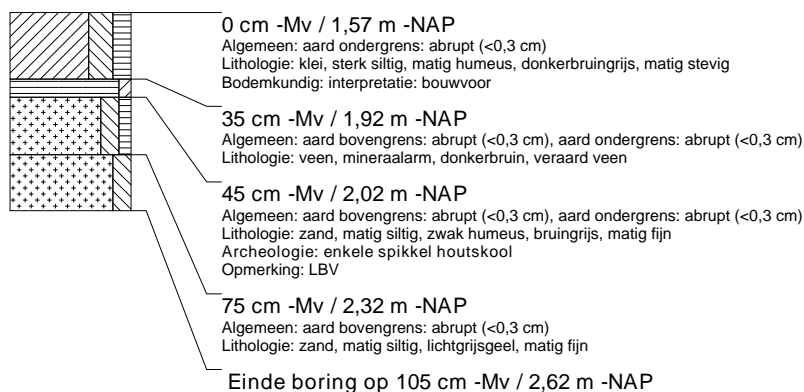 0 cm -Mv / 1,57 m -NAP
Algemeen: aard ondergrens: abrupt (<0,3 cm)
Lithologie: klei, sterk siltig, matig humeus, donkerbruingrijs, matig stevig
Bodemkundig: interpretatie: bouwvoor
35 cm -Mv / 1,92 m -NAP
Algemeen: aard bovengrens: abrupt (<0,3 cm), aard ondergrens: abrupt (<0,3 cm)
Lithologie: veen, mineraalarm, donkerbruin, veraard veen
45 cm -Mv / 2,02 m -NAP
Algemeen: aard bovengrens: abrupt (<0,3 cm), aard ondergrens: abrupt (<0,3 cm)
Lithologie: zand, matig siltig, zwak humeus, bruingrijs, matig fijn
Archeologie: enkele spikkel houtskool
Opmerking: LBV
75 cm -Mv / 2,32 m -NAP
Algemeen: aard bovengrens: abrupt (<0,3 cm)
Lithologie: zand, matig siltig, lichtgrijsgeel, matig fijn
Einde boring op 105 cm -Mv / 2,62 m -NAP